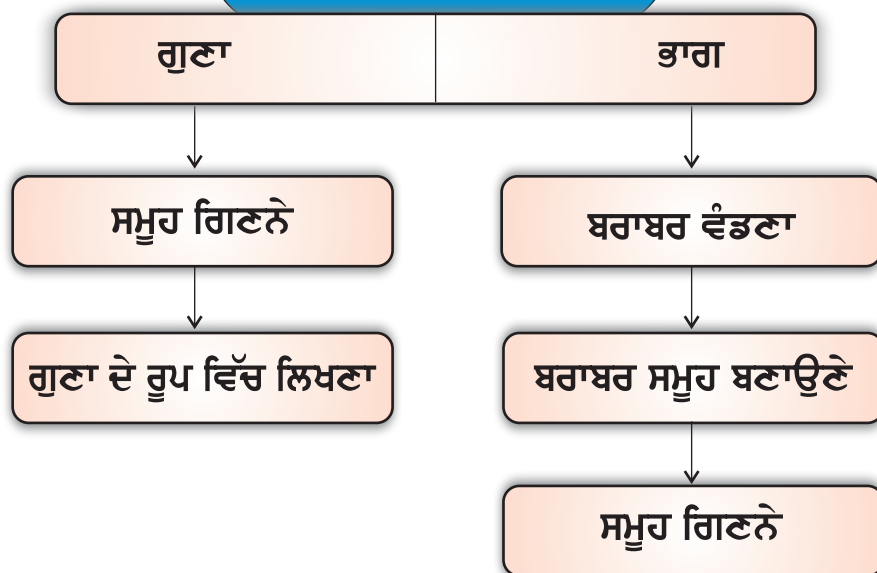 ਗੁਣਾ
ਭਾਗ
ਸਮੂਹ ਗਿਣਨੇ
ਬਰਾਬਰ ਵੰਡਣਾ
ਗੁਣਾ ਦੇ ਰੂਪ ਵਿੱਚ ਲਿਖਣਾ
ਬਰਾਬਰ ਸਮੂਹ ਬਣਾਉਣੇ
ਸਮੂਹ ਗਿਣਨੇ